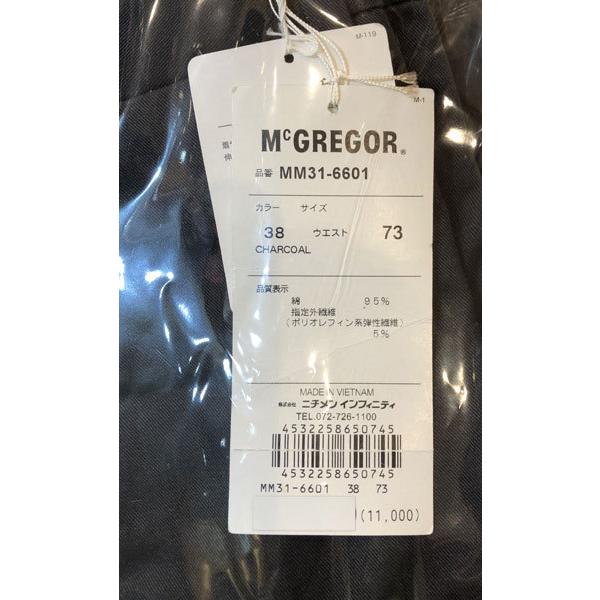 M-119
M-1
McGREGOR®
品番 MM31-6601
カラー サイズ
38 ウエスト 73
CHARCOAL
品質表示
綿 95%
指定外繊維
(ポリオレフィン系弾性繊維)
5%
MADE IN VIETNAM
株式会社 ニチメン インフィニティ
TEL.072-726-1100
4532258650745
4532258650745
MM31-6601 38 73
(11,000)
伸